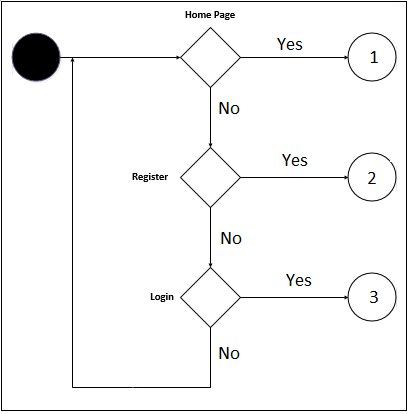 Home Page
Yes
1
No
Register
Yes
2
No
Login
Yes
3
No